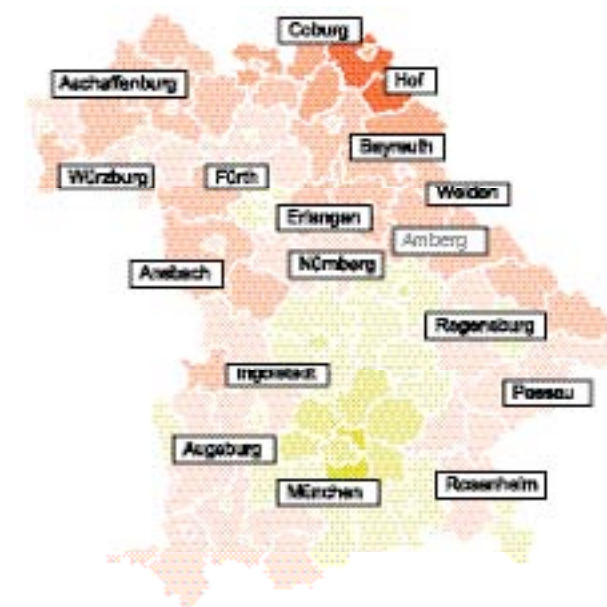 Coburg
Aschaffenburg
Hof
Bayreuth
Würzburg
Fürth
Weiden
Erlangen
Amberg
Nürnberg
Ansbach
Regensburg
Ingolstadt
Passau
Augsburg
München
Rosenheim